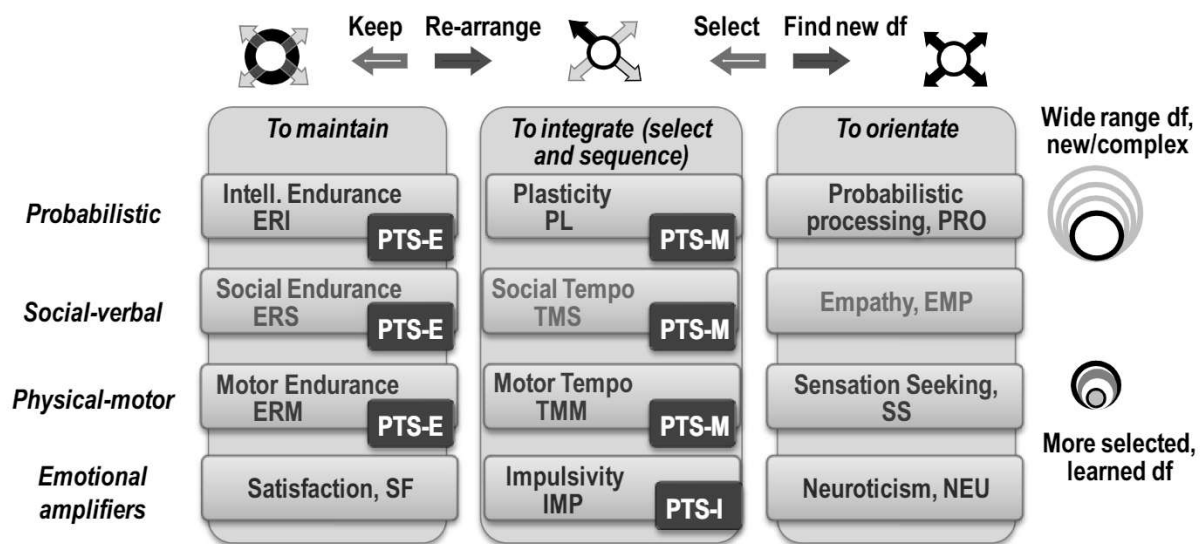 Keep Re-arrange Select Find new df
To maintain
To integrate (select
and sequence)
To orientate
Wide range df,
new/complex
Probabilistic
Intell. Endurance
ERI
PTS-E
Plasticity
PL
PTS-M
Probabilistic
processing, PRO
Social-verbal
Social Endurance
ERS
PTS-E
Social Tempo
TMS
PTS-M
Empathy, EMP
Physical-motor
Motor Endurance
ERM
PTS-E
Motor Tempo
TMM
PTS-M
Sensation Seeking,
SS
More selected,
learned df
Emotional
amplifiers
Satisfaction, SF
Impulsivity
IMP
PTS-I
Neuroticism, NEU